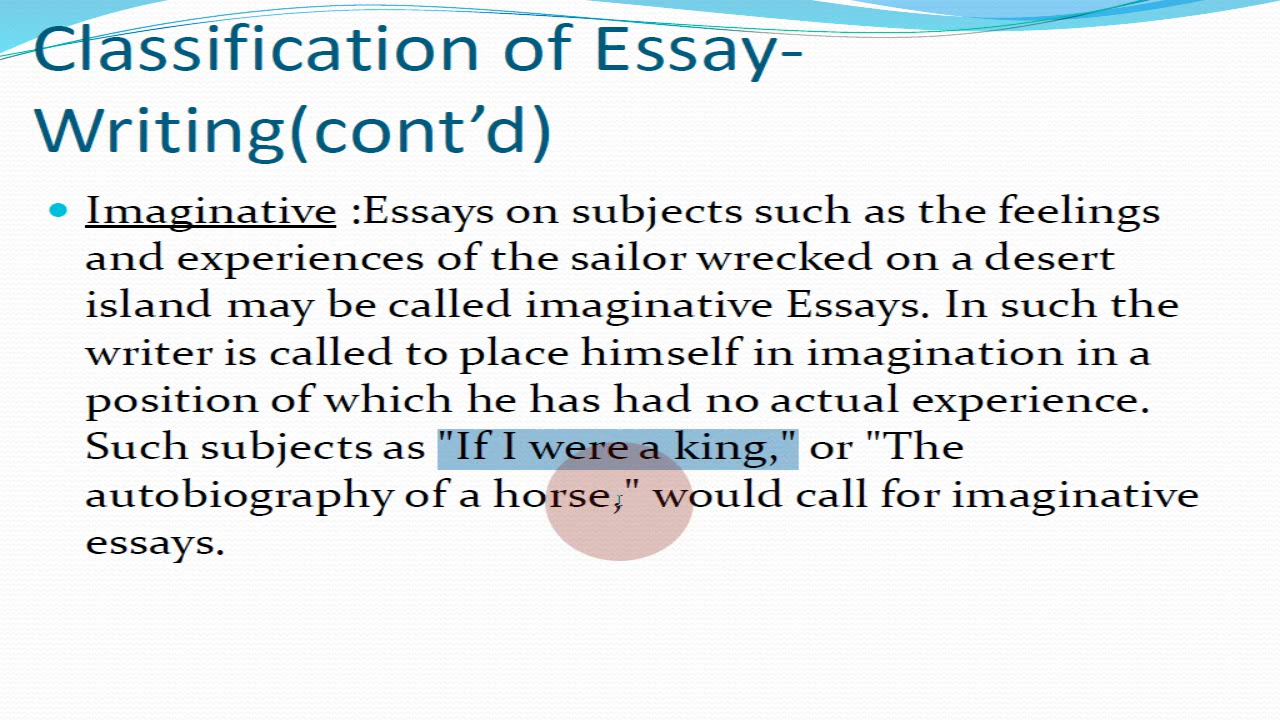 Classification of Essay-
Writing(cont’d)
Imaginative :Essays on subjects such as the feelings
and experiences of the sailor wrecked on a desert
island may be called imaginative Essays. In such the
writer is called to place himself in imagination in a
position of which he has had no actual experience.
Such subjects as "If I were a king," or "The
autobiography of a horse," would call for imaginative
essays.